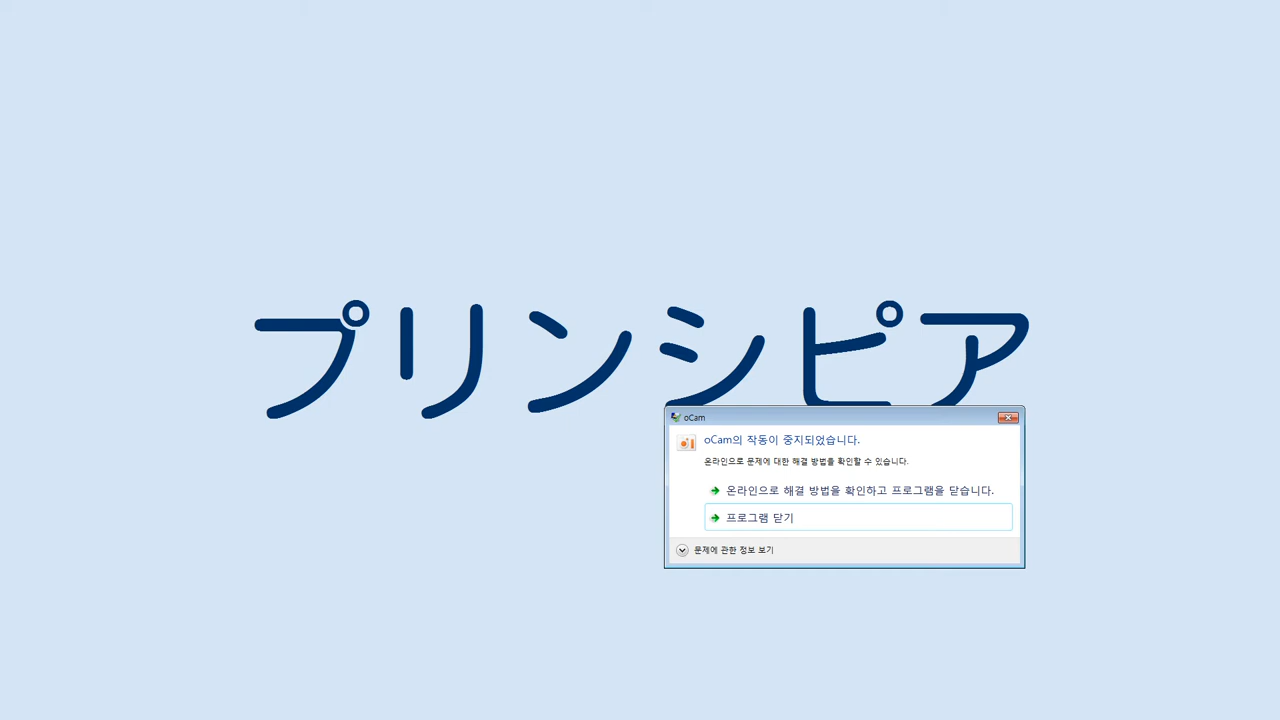 プリンシピア
oCam
oCam의 작동이 중지되었습니다.
온라인으로 문제에 대한 해결 방법을 확인할 수 있습니다.
온라인으로 해결 방법을 확인하고 프로그램을 닫습니다.
프로그램 닫기
문제에 관한 정보 보기